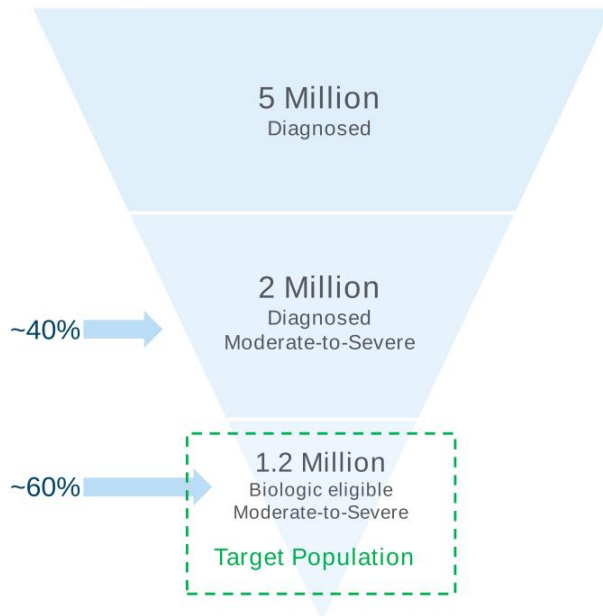 5 Million
Diagnosed
2 Million
Diagnosed
Moderate-to-Severe
~40%
1.2 Million
Biologic eligible
Moderate-to-Severe
~60%
Target Population